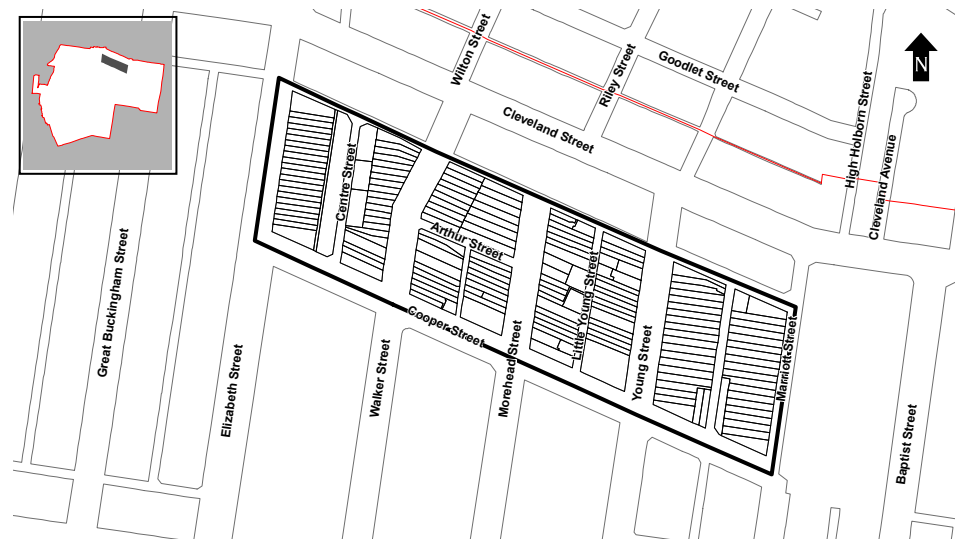 Wilton Street
Riley Street
Goodlet Street
N
High Holborn Street
Cleveland Street
Cleveland Avenue
Centre Street
Arthur Street
Great Buckingham Street
Little Young Street
Cooper Street
Elizabeth Street
Walker Street
Morehead Street
Young Street
Marriott Street
Baptist Street